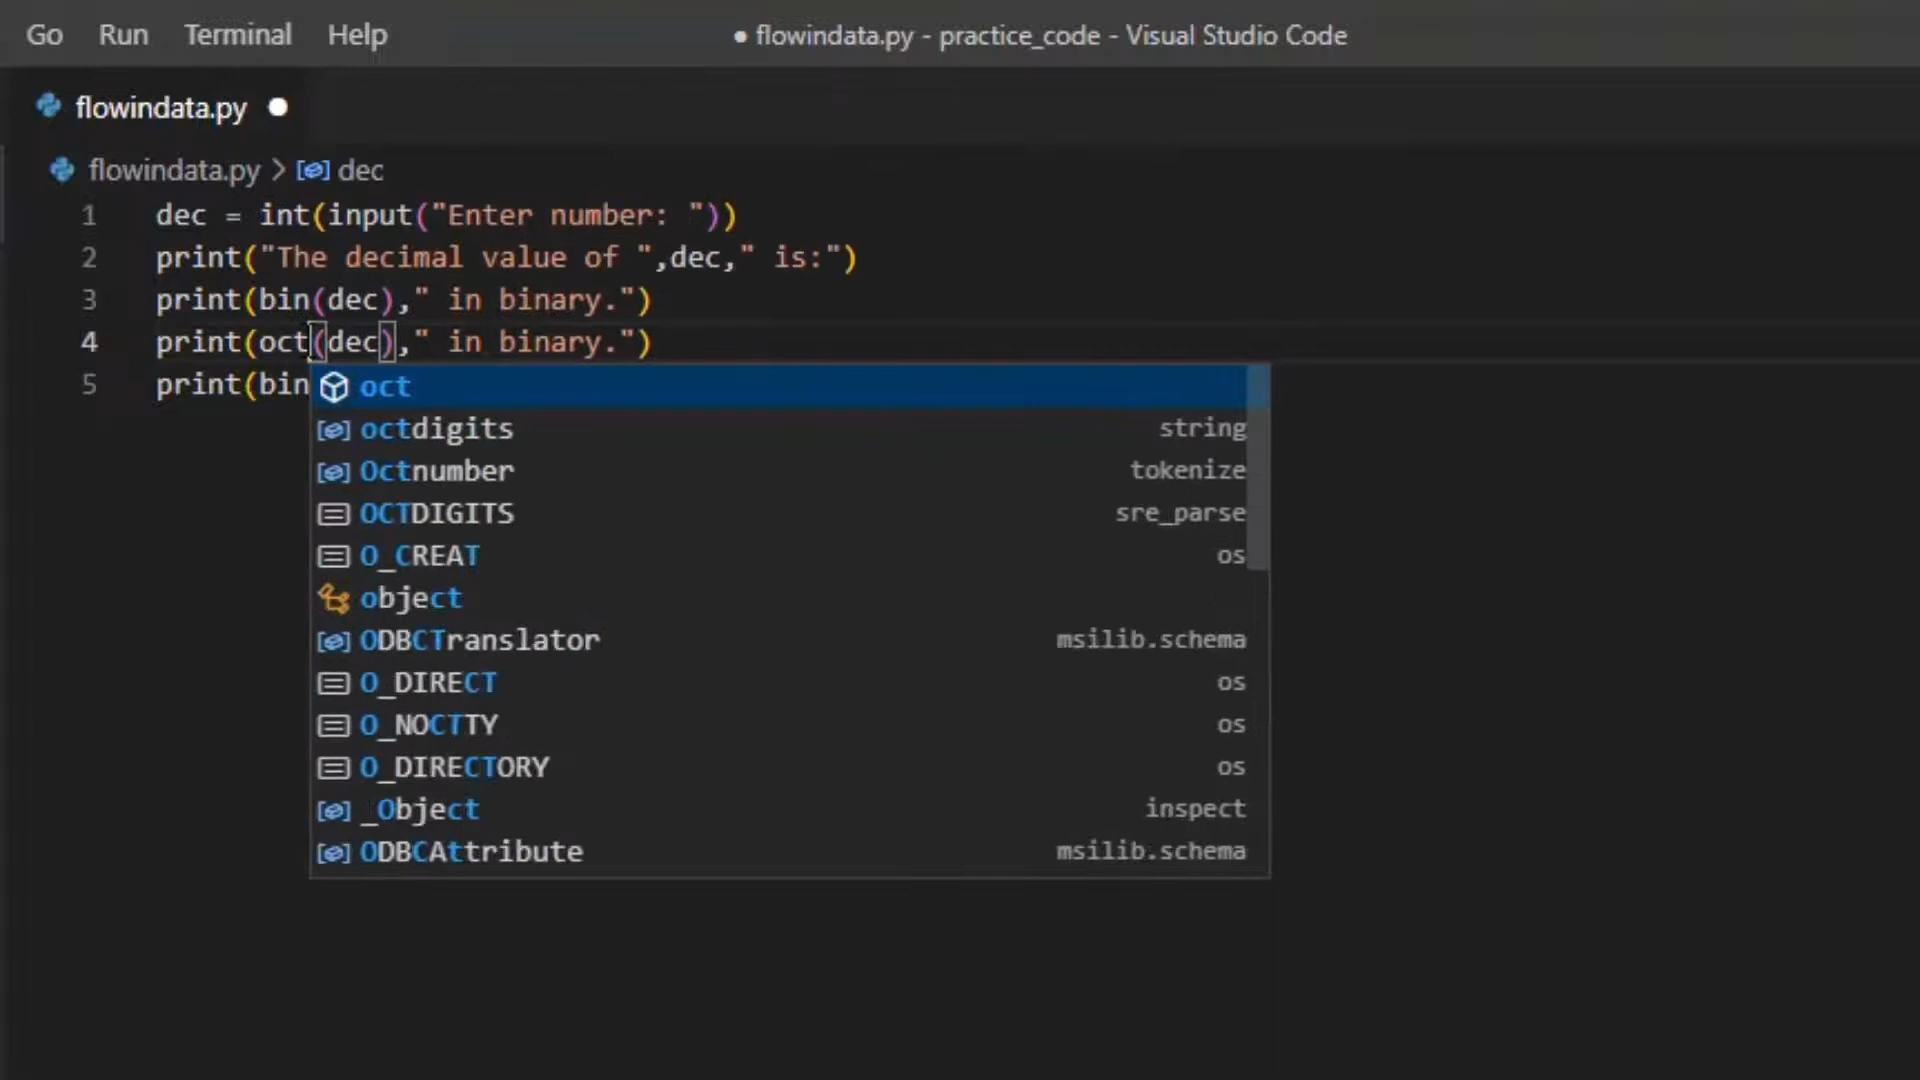 Go Run Terminal Help ● flowindata.py - practice_code - Visual Studio Code
flowindata.py
flowindata.py > dec
1 dec = int(input("Enter number: "))
2 print("The decimal value of ",dec," is:")
3 print(bin(dec)," in binary.")
4 print(oct(dec)," in binary.")
5 print(bin
oct
octdigits string
Octnumber tokenize
OCTDIGITS sre_parse
O_CREAT os
object
ODBCTranslator msilib.schema
O_DIRECT os
O_NOCTTY os
O_DIRECTORY os
_Object inspect
ODBCAttribute msilib.schema